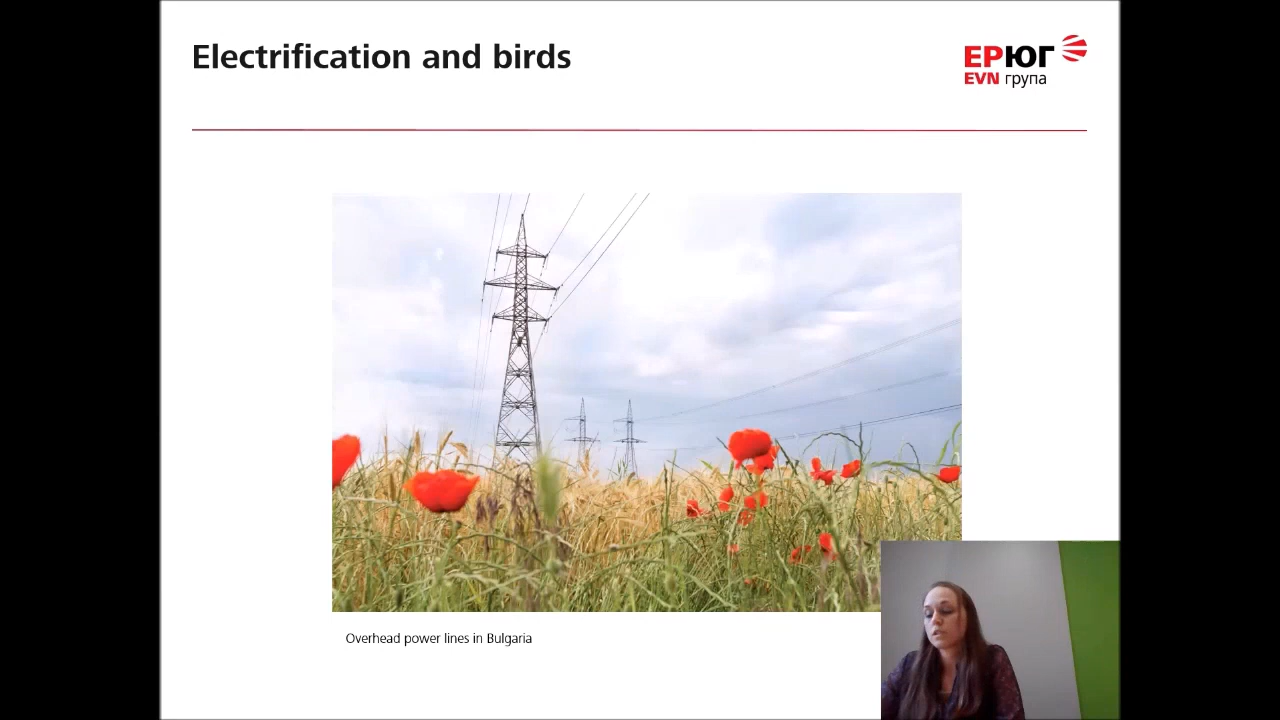 Electrification and birds
ЕРЮГ
EVN група
Overhead power lines in Bulgaria